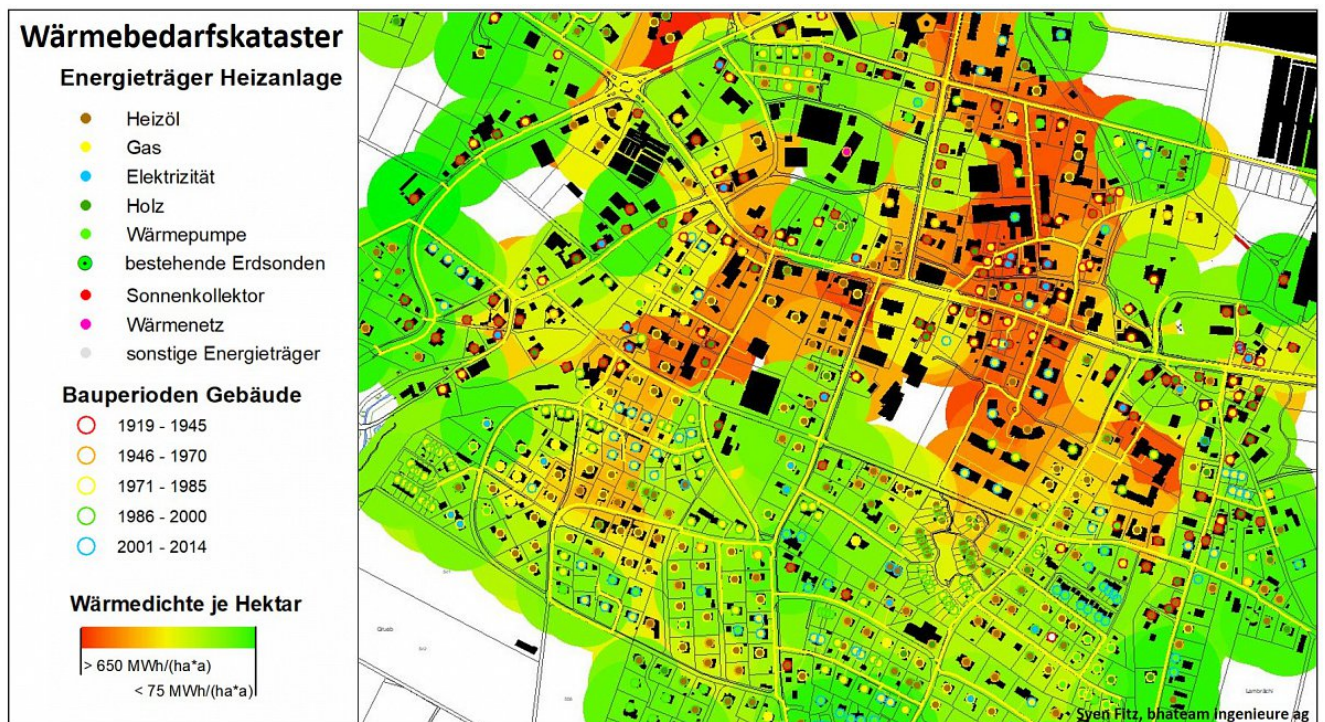 Wärmebedarfskataster
Energieträger Heizanlage
Heizöl
Gas
Elektrizität
Holz
Wärmepumpe
bestehende Erdsonden
Sonnenkollektor
Wärmenetz
sonstige Energieträger
Bauperioden Gebäude
1919 - 1945
1946 - 1970
1971 - 1985
1986 - 2000
2001 - 2014
Wärmedichte je Hektar
> 650 MWh/(ha*a)
< 75 MWh/(ha*a)
Sven Fitz, bhateam ingenieure ag